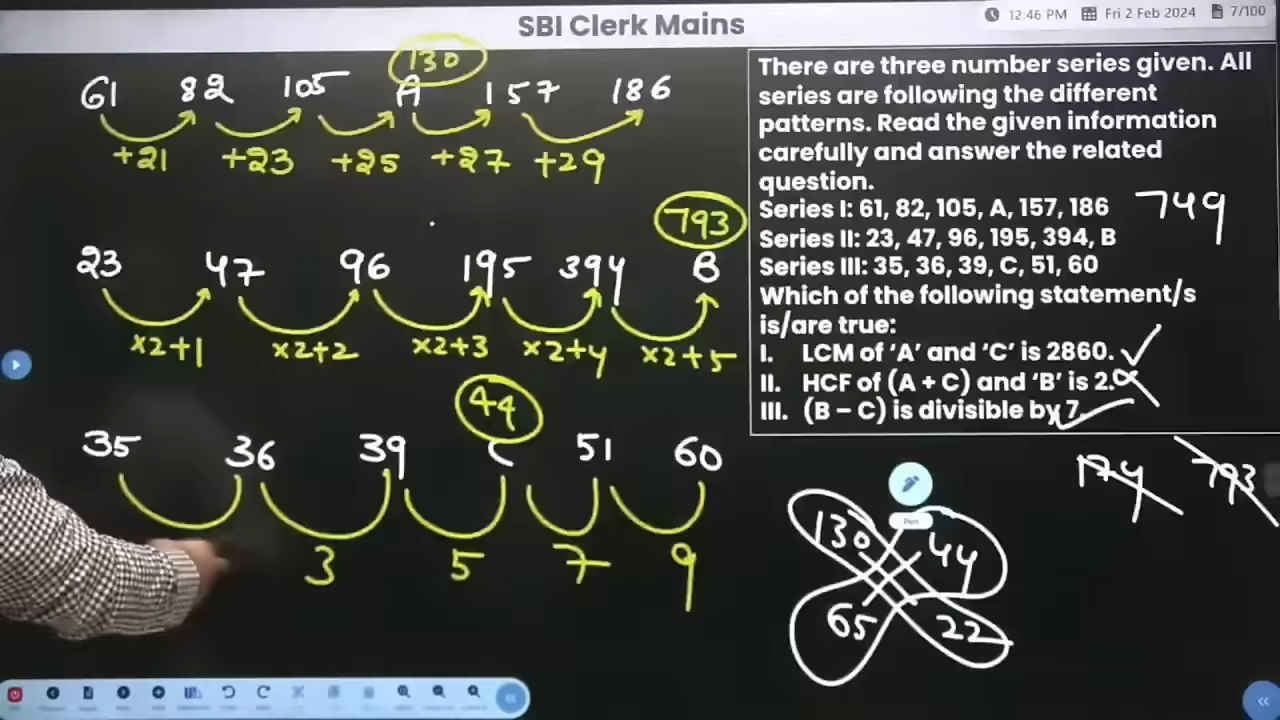 SBI Clerk Mains
12:46 PM Fri 2 Feb 2024 7/100
130
61 82 105 A 157 186
+21 +23 +25 +27 +29
793
23 47 96 195 394 B
×2+1 ×2+2 ×2+3 ×2+4 ×2+5
44
35 36 39 C 51 60
3 5 7 9
There are three number series given. All
series are following the different
patterns. Read the given information
carefully and answer the related
question.
Series I: 61, 82, 105, A, 157, 186
Series II: 23, 47, 96, 195, 394, B
Series III: 35, 36, 39, C, 51, 60
Which of the following statement/s
is/are true:
I. LCM of ‘A’ and ‘C’ is 2860.
II. HCF of (A + C) and ‘B’ is 2.
III. (B – C) is divisible by 7.
749
174 793
130 44
65 22